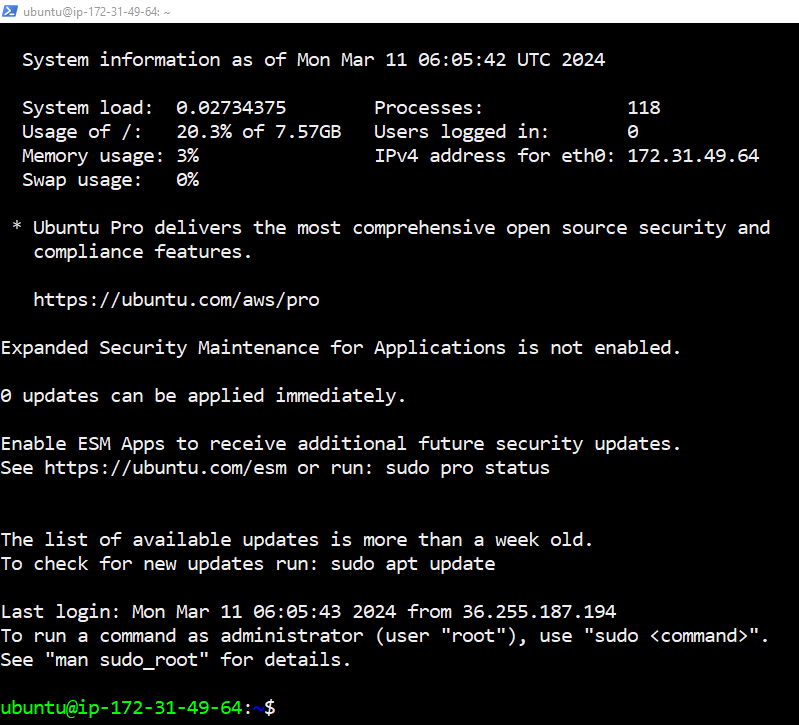 ubuntu@ip-172-31-49-64: ~
System information as of Mon Mar 11 06:05:42 UTC 2024
System load:  0.02734375        Processes:             118
Usage of /:   20.3% of 7.57GB   Users logged in:       0
Memory usage: 3%                IPv4 address for eth0: 172.31.49.64
Swap usage:   0%
* Ubuntu Pro delivers the most comprehensive open source security and
compliance features.
https://ubuntu.com/aws/pro
Expanded Security Maintenance for Applications is not enabled.
0 updates can be applied immediately.
Enable ESM Apps to receive additional future security updates.
See https://ubuntu.com/esm or run: sudo pro status
The list of available updates is more than a week old.
To check for new updates run: sudo apt update
Last login: Mon Mar 11 06:05:43 2024 from 36.255.187.194
To run a command as administrator (user "root"), use "sudo <command>".
See "man sudo_root" for details.
ubuntu@ip-172-31-49-64:~$